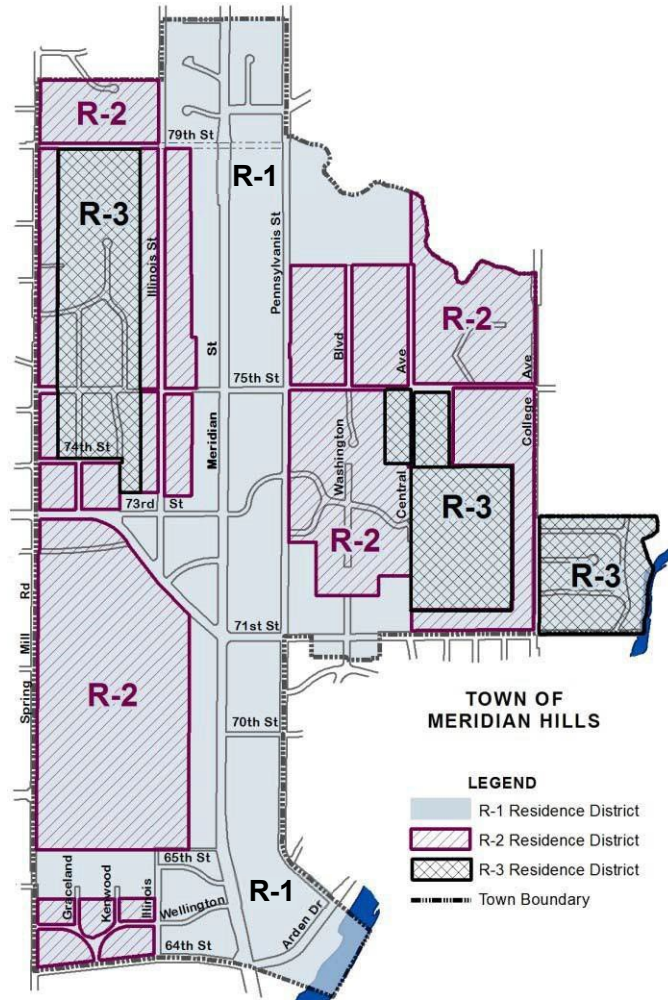 R-2
79th St
R-1
R-3
Illinois St
Pennsylvanis St
R-2
St
Blvd
Ave
Ave
75th St
Meridian
College
74th St
Washington
Central
73rd St
R-3
R-2
R-3
Rd
71st St
Mill
R-2
Spring
70th St
TOWN OF
MERIDIAN HILLS
LEGEND
R-1 Residence District
R-2 Residence District
R-3 Residence District
Town Boundary
65th St
Graceland
Kenwood
Illinois
Wellington
R-1
Arden Dr
64th St